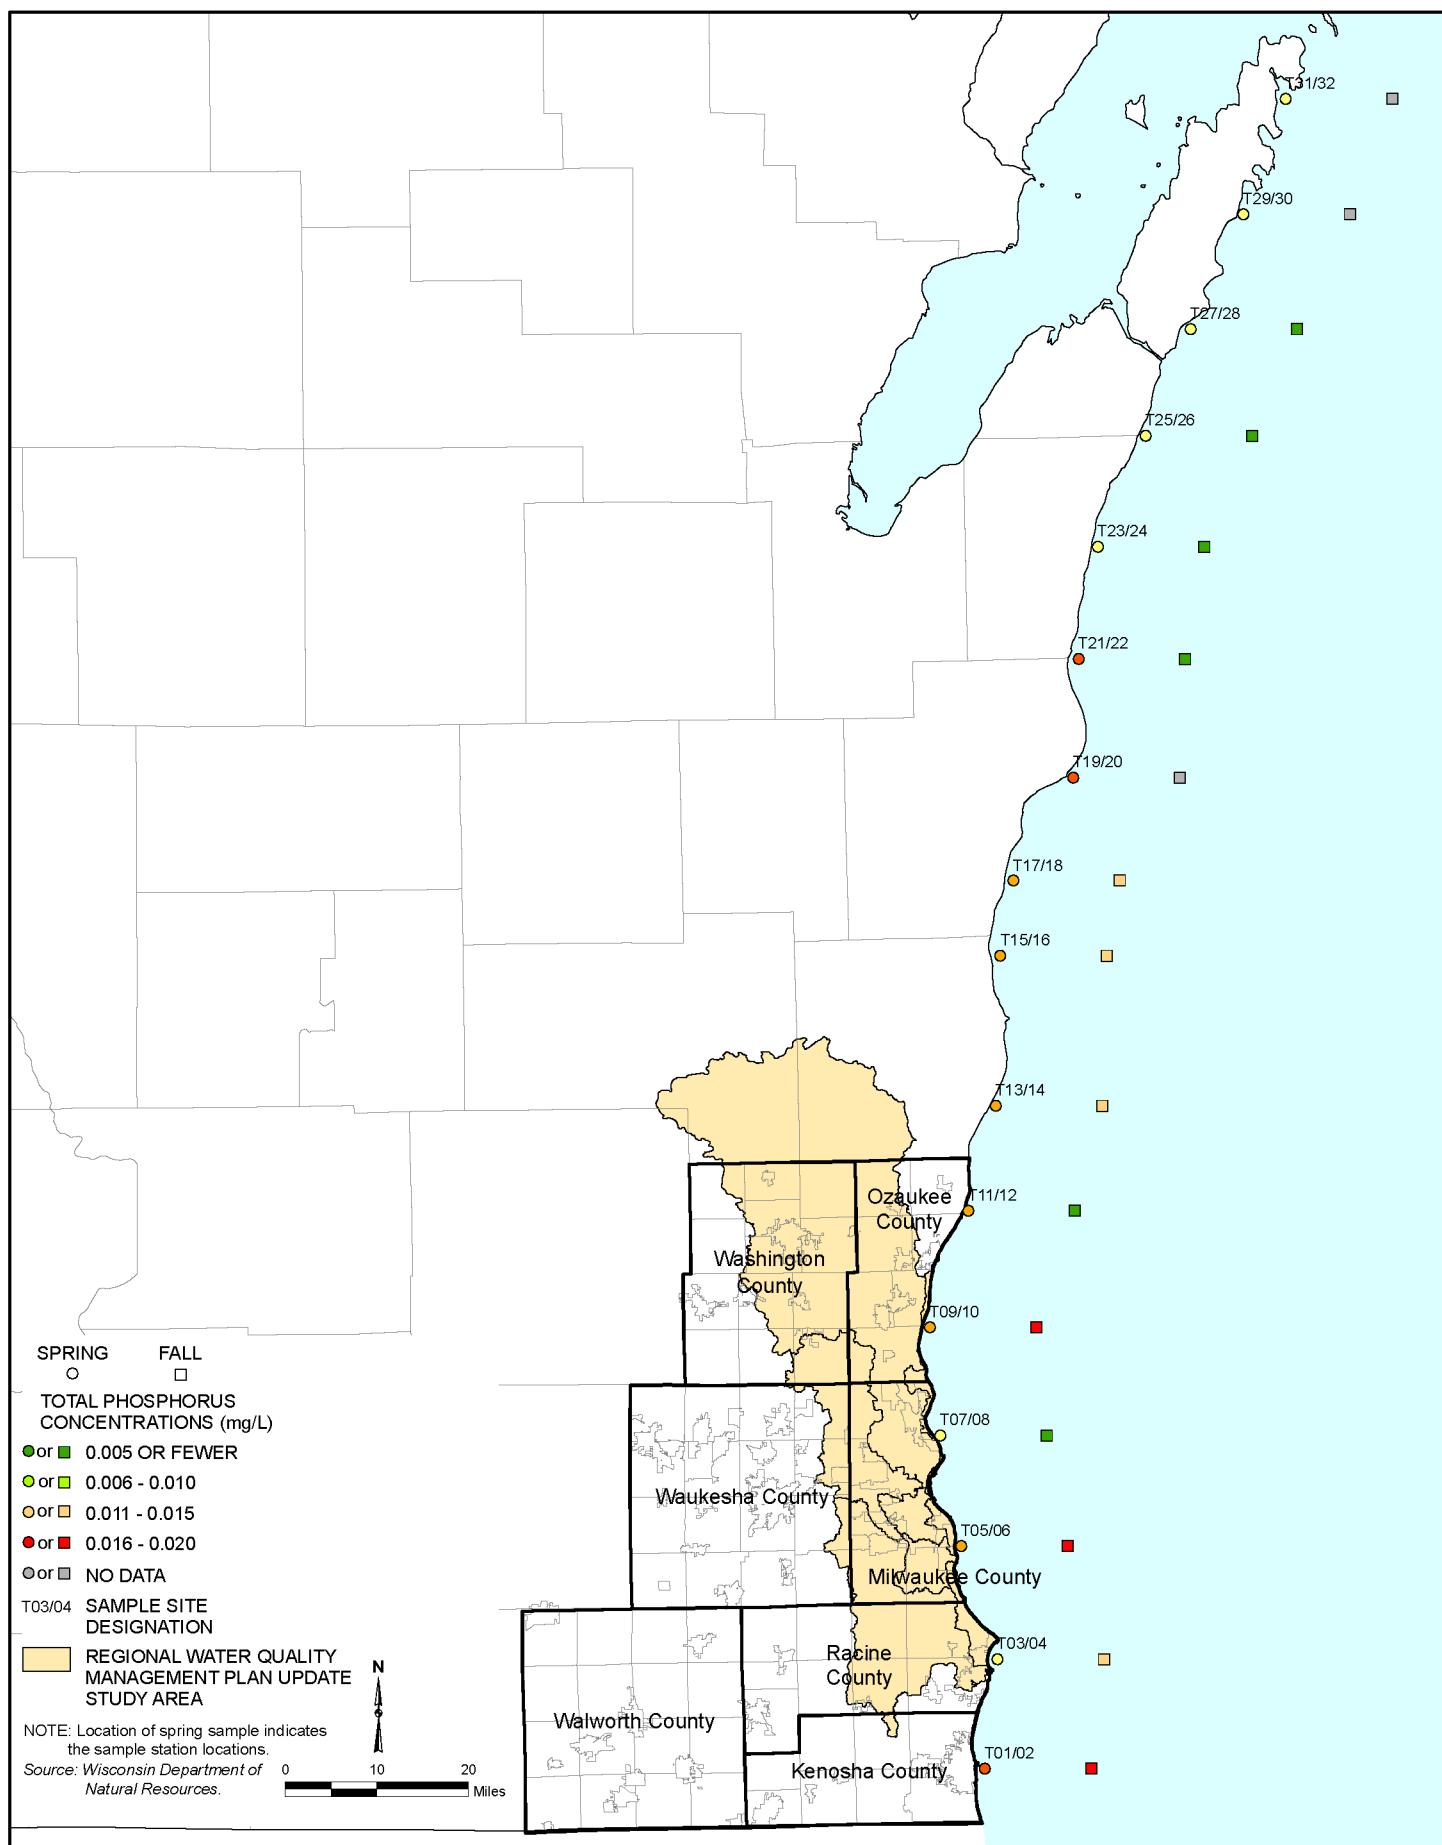 T31/32
T29/30
T27/28
T25/26
T23/24
T21/22
T19/20
T17/18
T15/16
T13/14
T11/12
Ozaukee
County
Washington
County
T09/10
SPRING FALL
TOTAL PHOSPHORUS
CONCENTRATIONS (mg/L)
or 0.005 OR FEWER
or 0.006 - 0.010
or 0.011 - 0.015
or 0.016 - 0.020
or NO DATA
T03/04 SAMPLE SITE
DESIGNATION
REGIONAL WATER QUALITY
MANAGEMENT PLAN UPDATE
STUDY AREA
NOTE: Location of spring sample indicates
the sample station locations.
Source: Wisconsin Department of
Natural Resources.
N
0 10 20
Miles
T07/08
Waukesha County
T05/06
Milwaukee County
T03/04
Racine
County
Walworth County
T01/02
Kenosha County